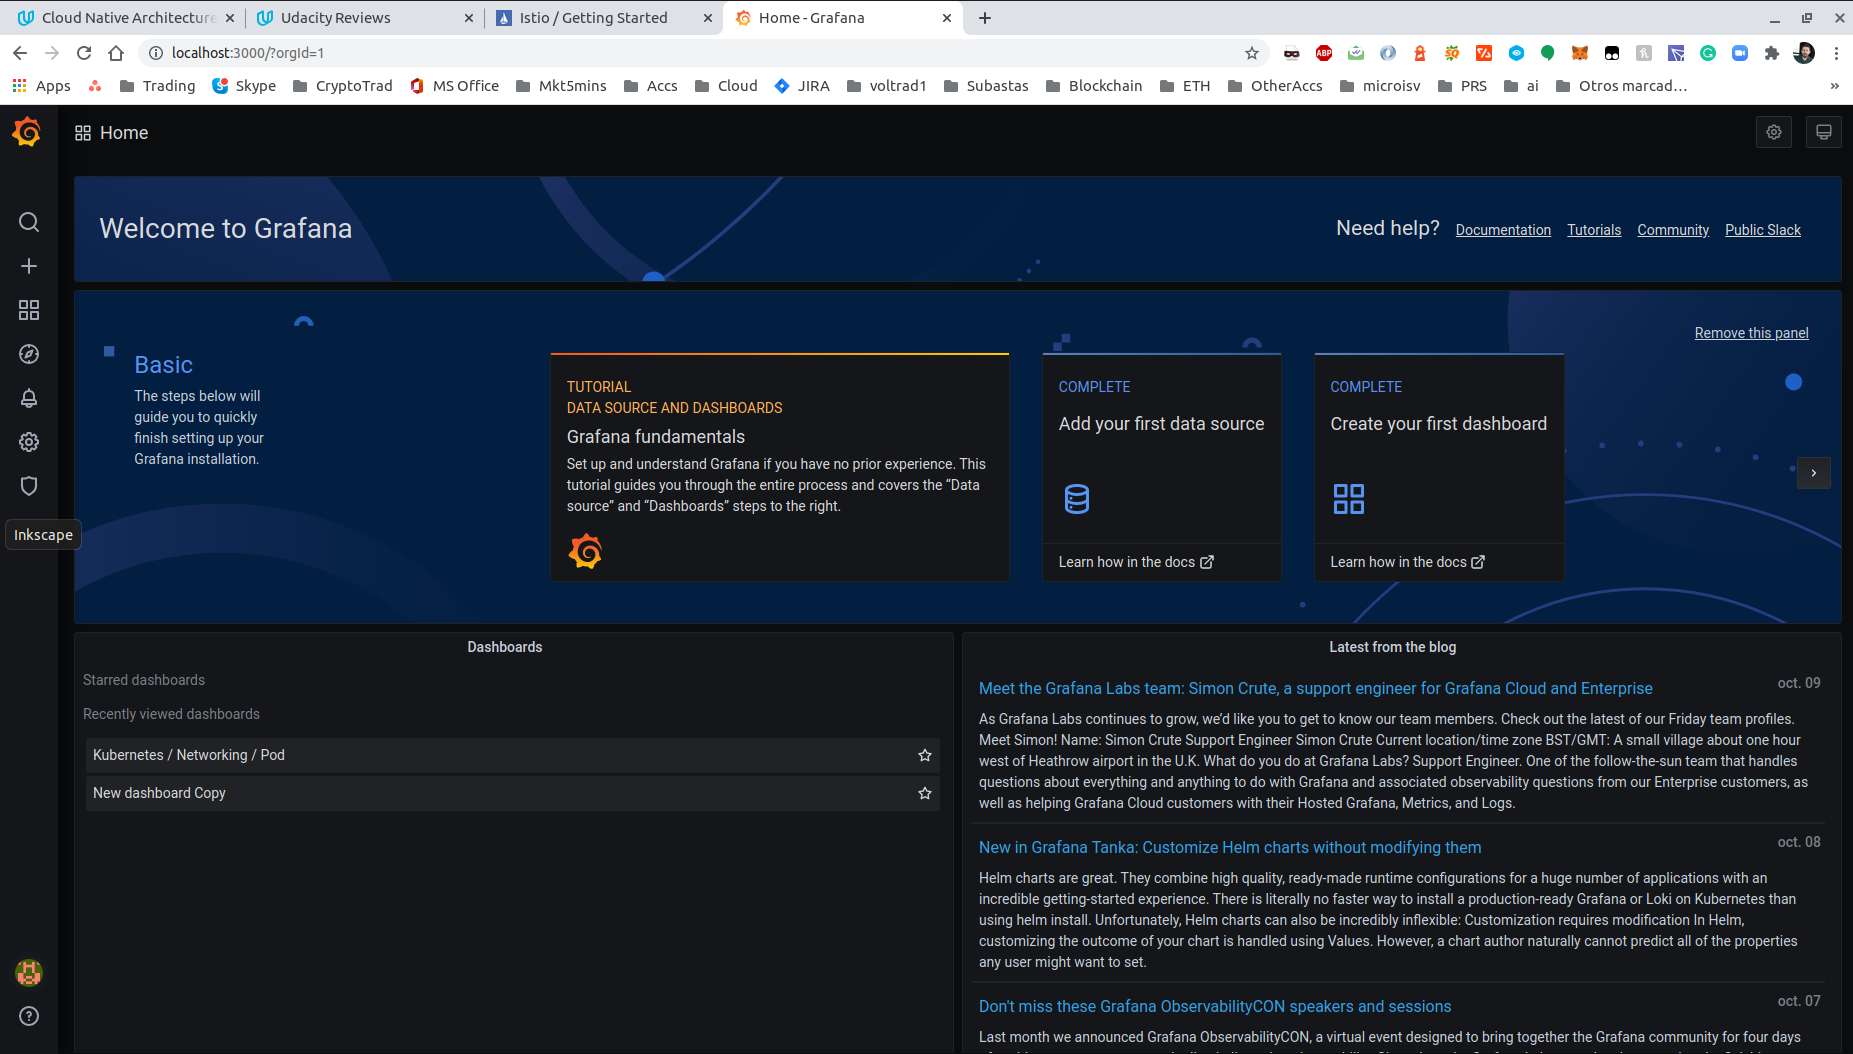 Cloud Native Architecture
Udacity Reviews
Istio / Getting Started
Home - Grafana
localhost:3000/?orgId=1
ABP
Apps
Trading
Skype
CryptoTrad
MS Office
Mkt5mins
Accs
Cloud
JIRA
voltrad1
Subastas
Blockchain
ETH
OtherAccs
microisv
PRS
ai
Otros marcad...
»
Home
Welcome to Grafana
Need help? Documentation Tutorials Community Public Slack
Remove this panel
Basic
The steps below will
guide you to quickly
finish setting up your
Grafana installation.
TUTORIAL
DATA SOURCE AND DASHBOARDS
Grafana fundamentals
Set up and understand Grafana if you have no prior experience. This
tutorial guides you through the entire process and covers the “Data
source” and “Dashboards” steps to the right.
COMPLETE
Add your first data source
Learn how in the docs
COMPLETE
Create your first dashboard
Learn how in the docs
Inkscape
Dashboards
Starred dashboards
Recently viewed dashboards
Kubernetes / Networking / Pod
New dashboard Copy
Latest from the blog
Meet the Grafana Labs team: Simon Crute, a support engineer for Grafana Cloud and Enterprise
oct. 09
As Grafana Labs continues to grow, we’d like you to get to know our team members. Check out the latest of our Friday team profiles.
Meet Simon! Name: Simon Crute Support Engineer Simon Crute Current location/time zone BST/GMT: A small village about one hour
west of Heathrow airport in the U.K. What do you do at Grafana Labs? Support Engineer. One of the follow-the-sun team that handles
questions about everything and anything to do with Grafana and associated observability questions from our Enterprise customers, as
well as helping Grafana Cloud customers with their Hosted Grafana, Metrics, and Logs.
New in Grafana Tanka: Customize Helm charts without modifying them
oct. 08
Helm charts are great. They combine high quality, ready-made runtime configurations for a huge number of applications with an
incredible getting-started experience. There is literally no faster way to install a production-ready Grafana or Loki on Kubernetes than
using helm install. Unfortunately, Helm charts can also be incredibly inflexible: Customization requires modification In Helm,
customizing the outcome of your chart is handled using Values. However, a chart author naturally cannot predict all of the properties
any user might want to set.
Don't miss these Grafana ObservabilityCON speakers and sessions
oct. 07
Last month we announced Grafana ObservabilityCON, a virtual event designed to bring together the Grafana community for four days